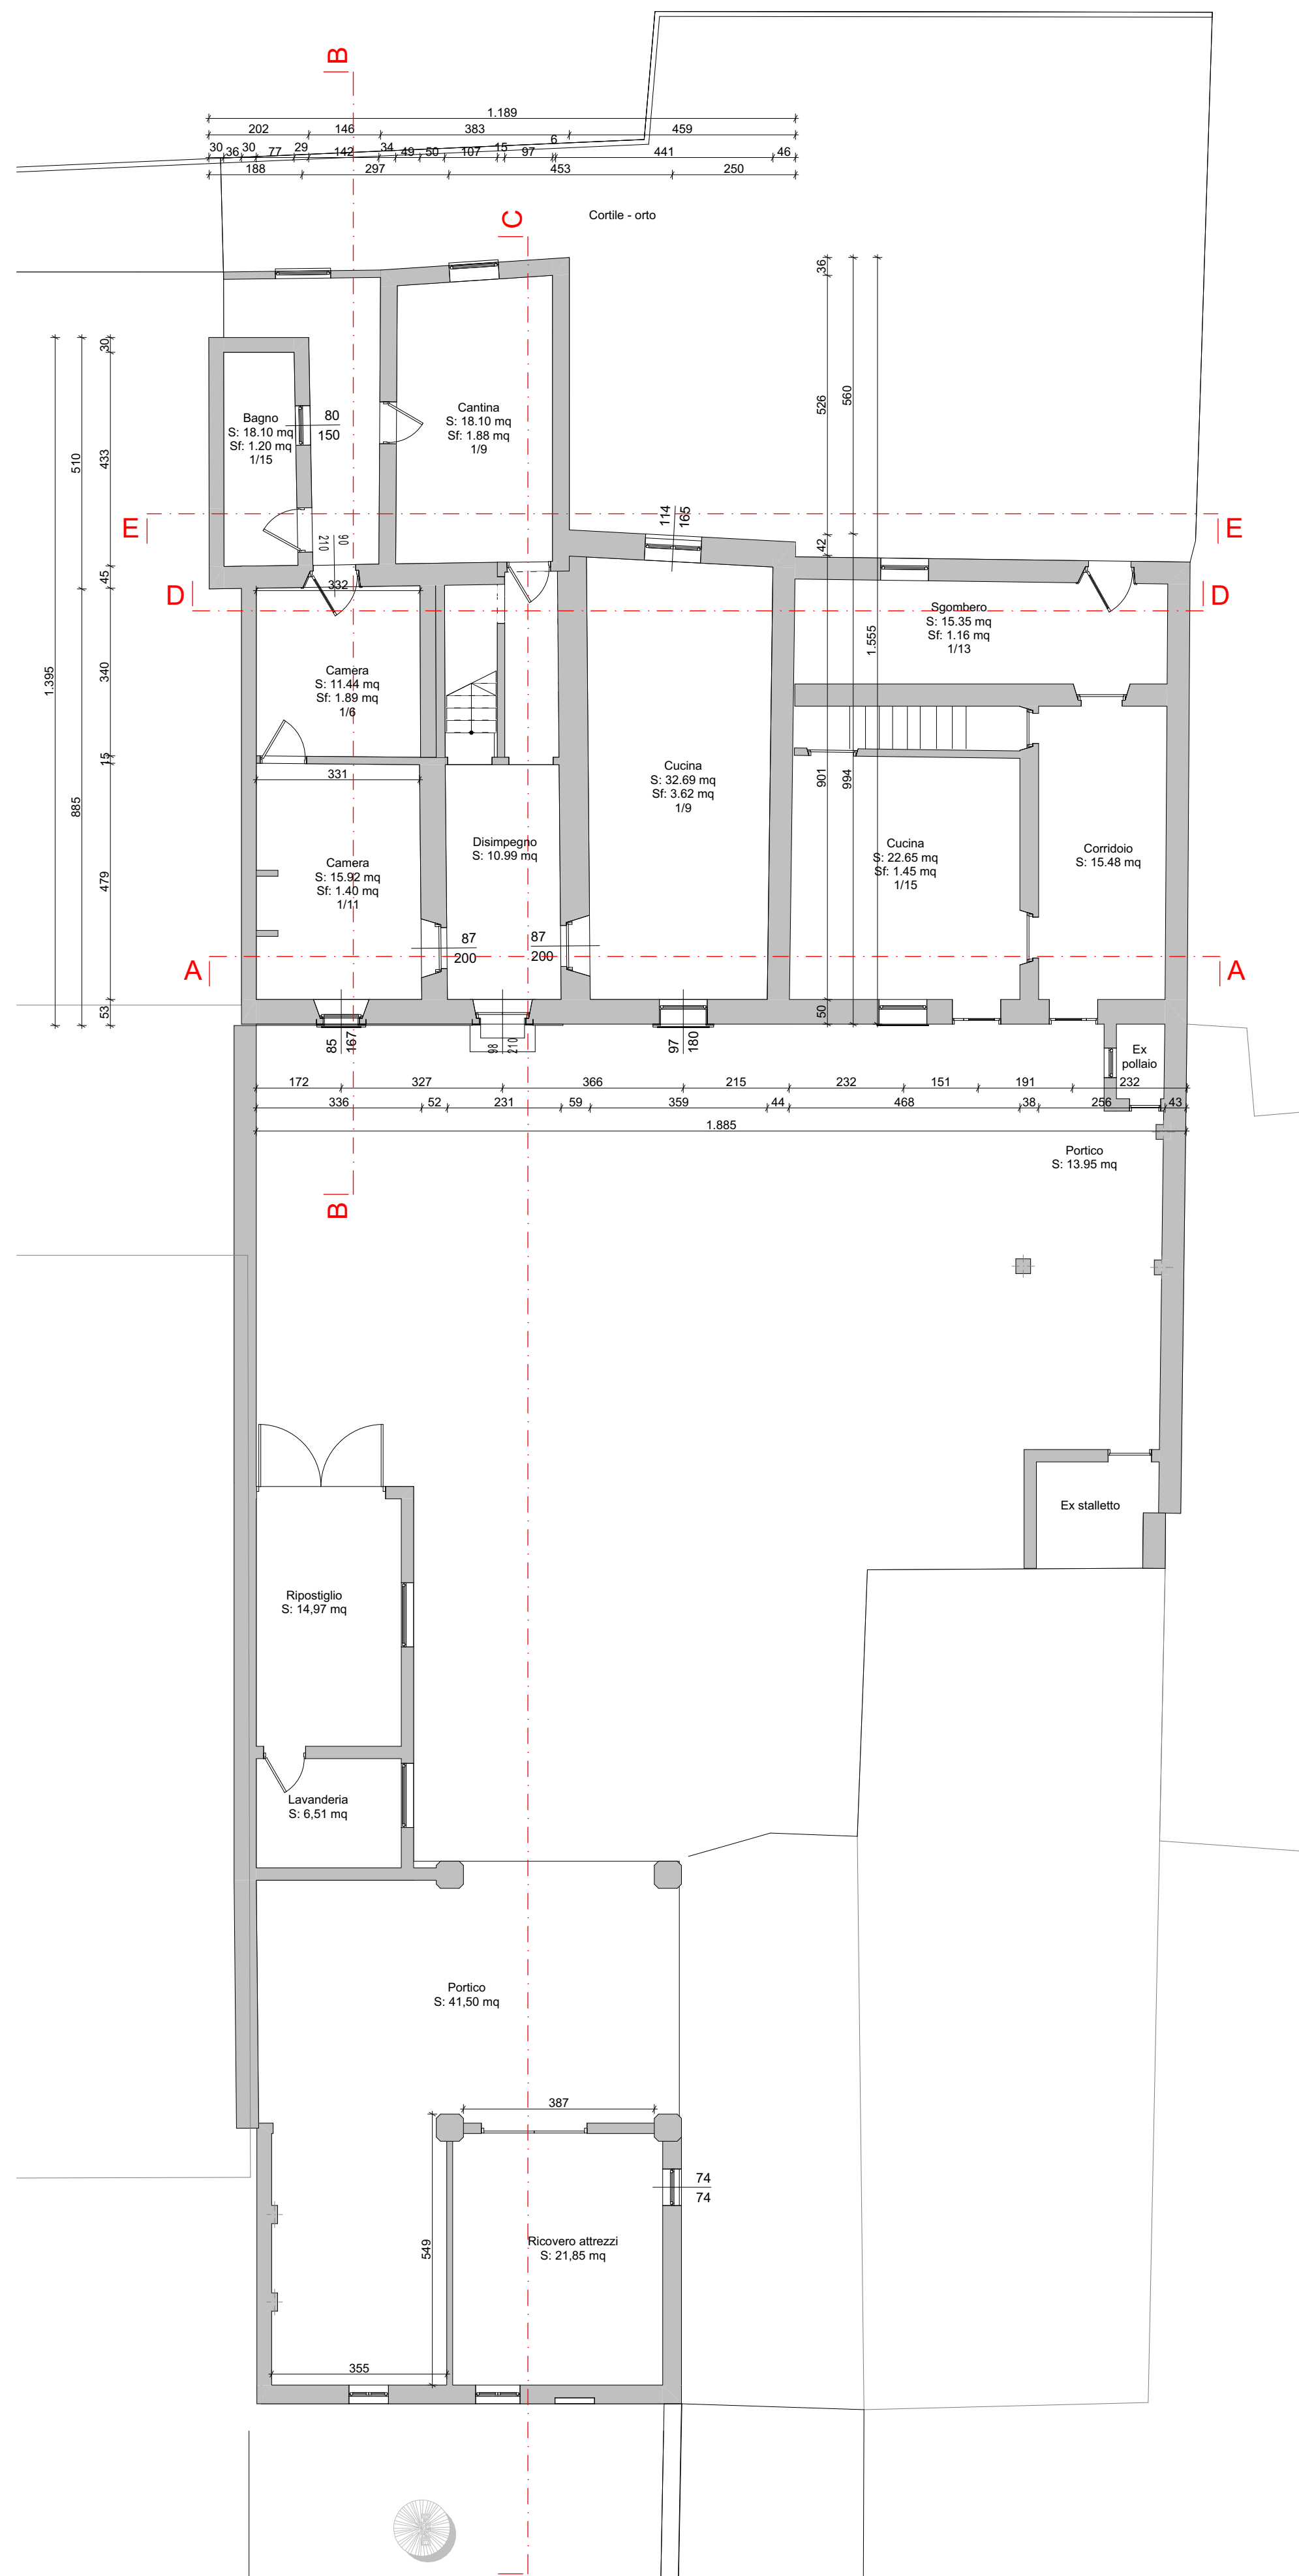 B
1.189
202 146 383 459
6
30 36 30 77 29 142 34 49 50 107 15 97 441 46
188 297 453 250
C
Cortile - orto
36
30
526
560
510
433
Bagno
S: 18.10 mq
Sf: 1.20 mq
1/15
80
150
Cantina
S: 18.10 mq
Sf: 1.88 mq
1/9
E
E
114
165
90
210
42
45
D
D
332
Sgombero
S: 15.35 mq
Sf: 1.16 mq
1/13
1.555
1.395
340
Camera
S: 11.44 mq
Sf: 1.89 mq
1/6
15
331
885
901
994
Cucina
S: 32.69 mq
Sf: 3.62 mq
1/9
Disimpegno
S: 10.99 mq
Cucina
S: 22.65 mq
Sf: 1.45 mq
1/15
Corridoio
S: 15.48 mq
479
Camera
S: 15.92 mq
Sf: 1.40 mq
1/11
87
200
87
200
A
A
53
50
85
167
98
210
97
180
Ex
pollaio
172 327 366 215 232 151 191 232
336 52 231 59 359 44 468 38 256 43
1.885
Portico
S: 13.95 mq
B
Ex stalletto
Ripostiglio
S: 14,97 mq
Lavanderia
S: 6,51 mq
Portico
S: 41,50 mq
387
74
74
549
Ricovero attrezzi
S: 21,85 mq
355